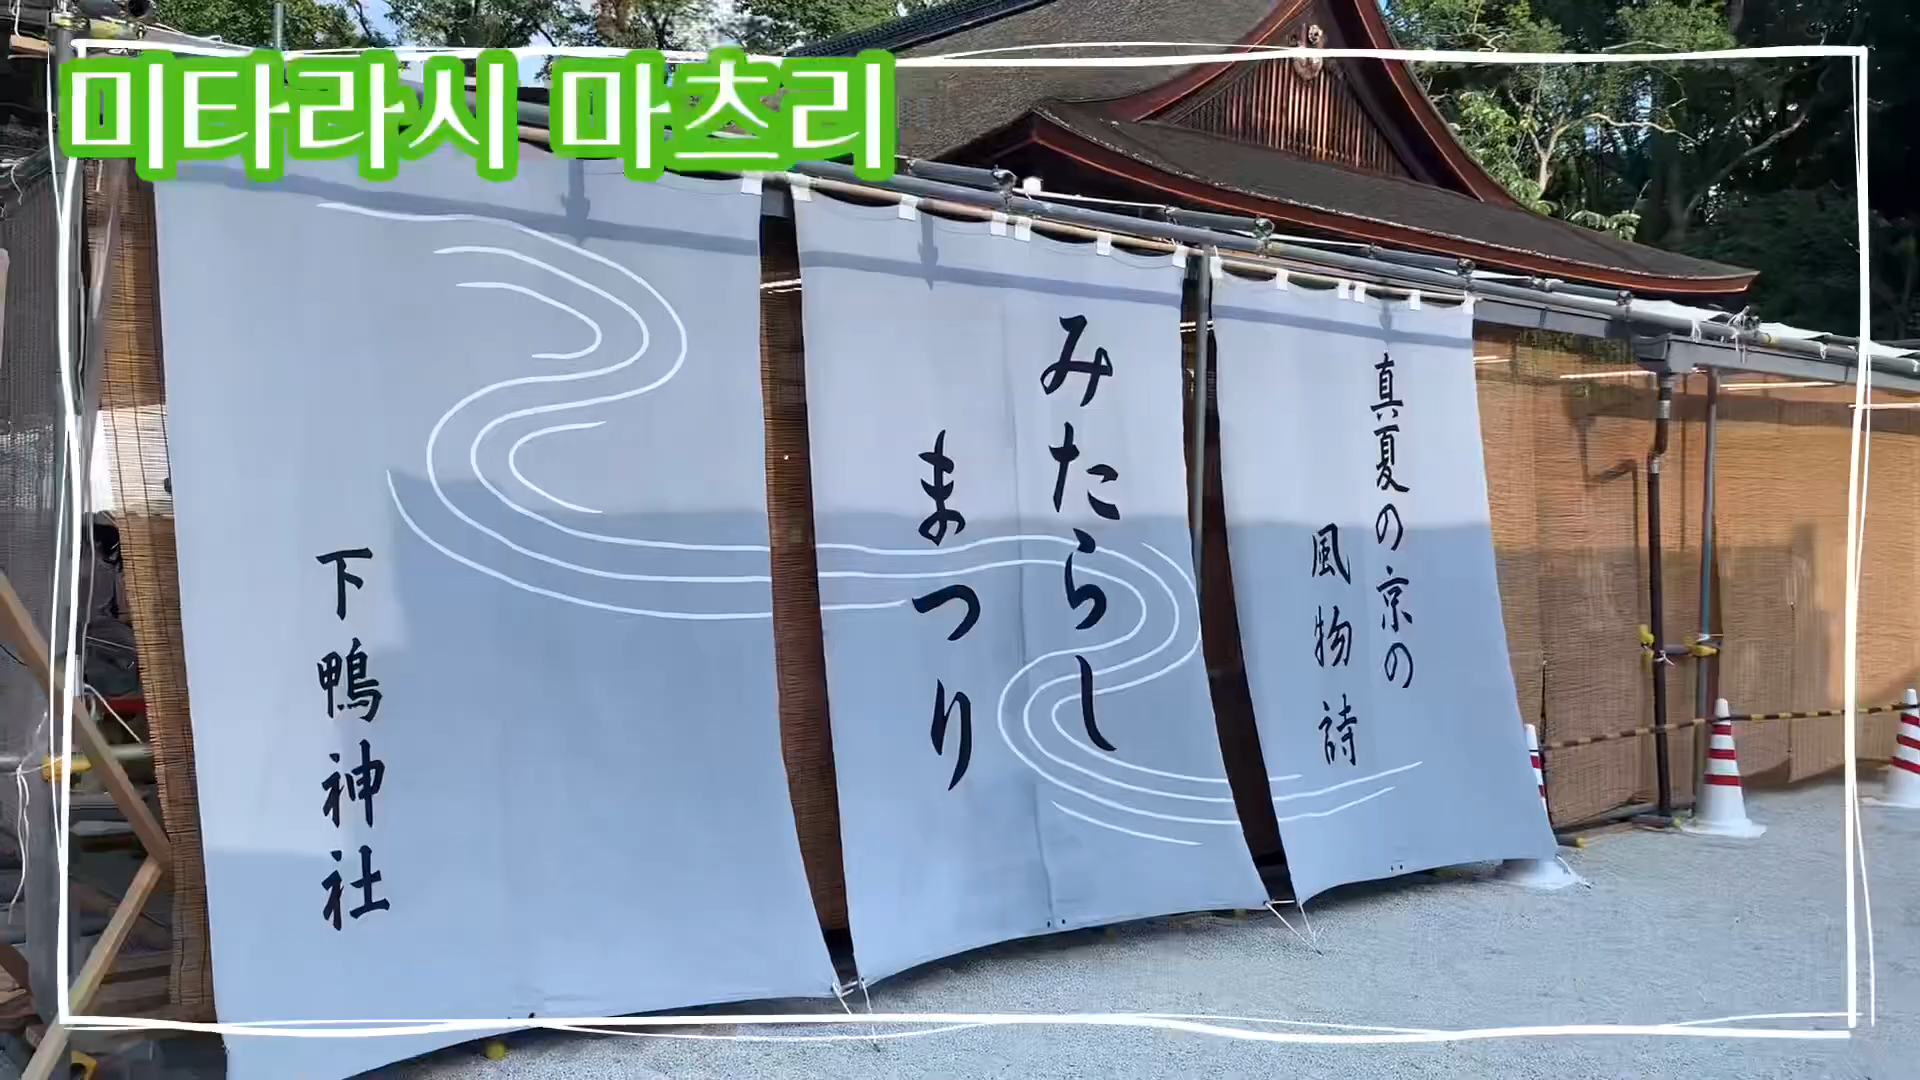 미타라시 마츠리
真夏の京の
風物詩
みたらし
まつり
下鴨神社